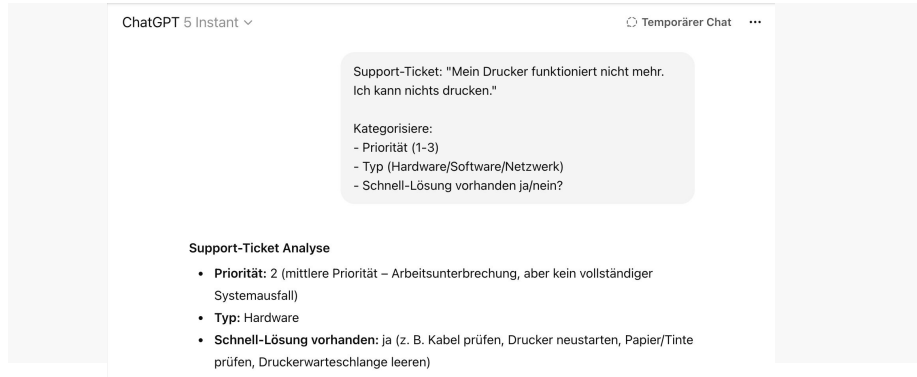 ChatGPT 5 Instant
Temporärer Chat
Support-Ticket: "Mein Drucker funktioniert nicht mehr.
Ich kann nichts drucken."
Kategorisiere:
- Priorität (1-3)
- Typ (Hardware/Software/Netzwerk)
- Schnell-Lösung vorhanden ja/nein?
Support-Ticket Analyse
• Priorität: 2 (mittlere Priorität – Arbeitsunterbrechung, aber kein vollständiger
Systemausfall)
• Typ: Hardware
• Schnell-Lösung vorhanden: ja (z. B. Kabel prüfen, Drucker neustarten, Papier/Tinte
prüfen, Druckerwarteschlange leeren)